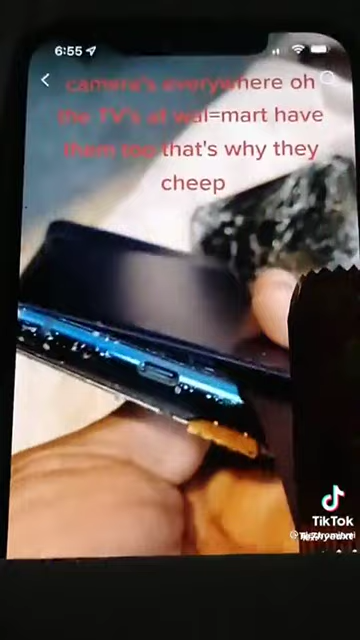 6:55
camera's everywhere oh
the TV's at wal=mart have
them too that's why they
cheep
TikTok